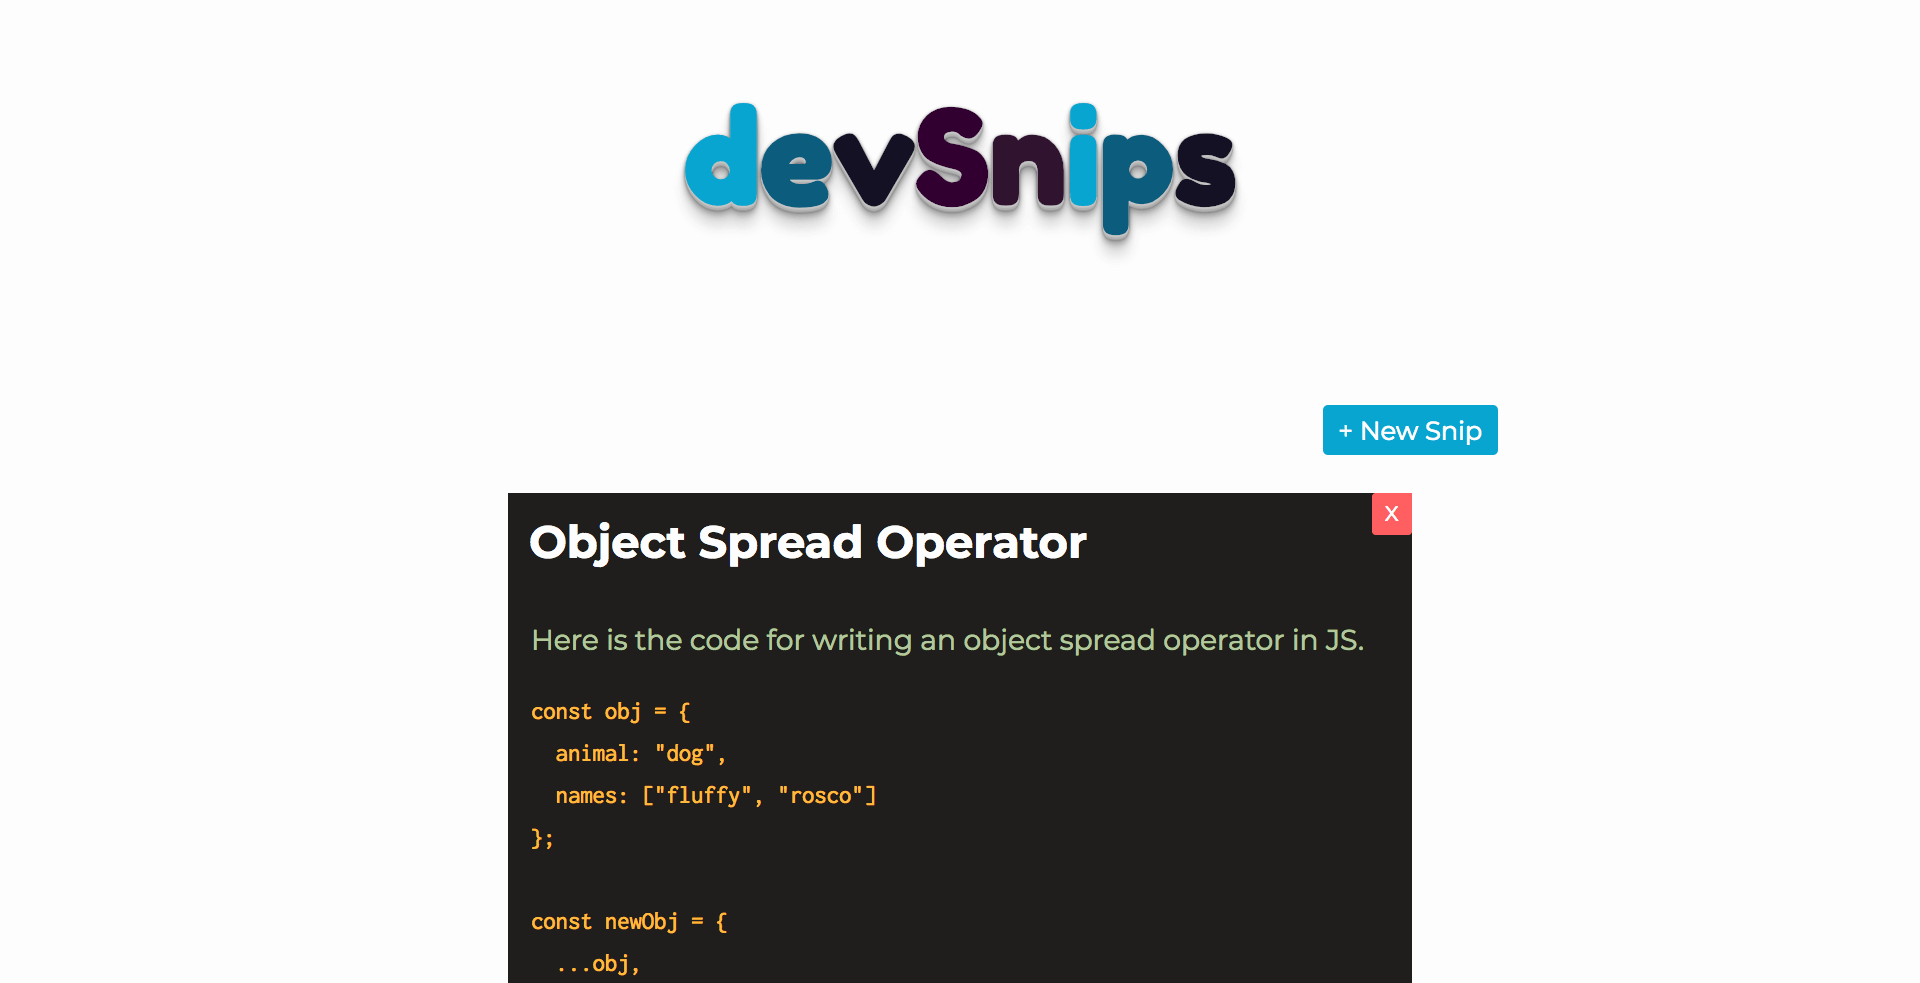 devSnips
+ New Snip
X
Object Spread Operator
Here is the code for writing an object spread operator in JS.
const obj = {
  animal: "dog",
  names: ["fluffy", "rosco"]
};
const newObj = {
  ...obj,